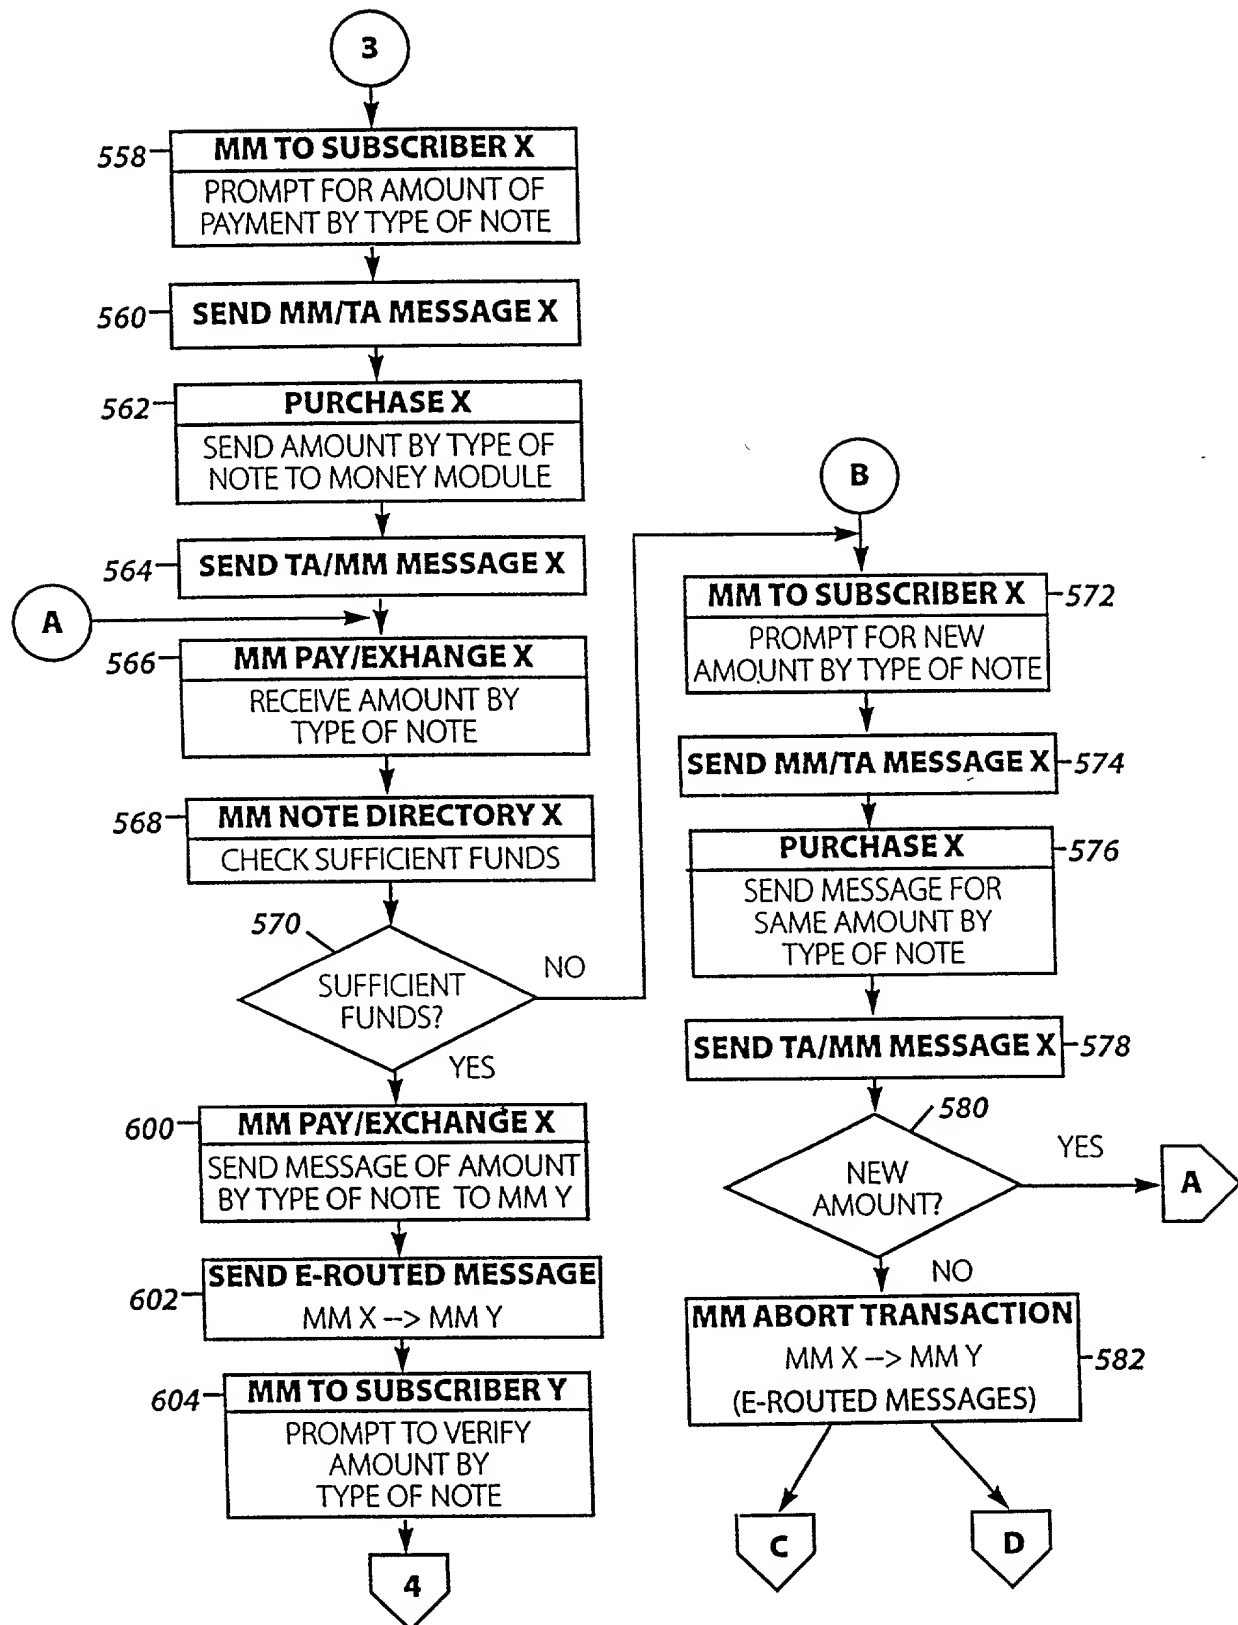 3
558
MM TO SUBSCRIBER X
PROMPT FOR AMOUNT OF
PAYMENT BY TYPE OF NOTE
560
SEND MM/TA MESSAGE X
562
PURCHASE X
SEND AMOUNT BY TYPE OF
NOTE TO MONEY MODULE
564
SEND TA/MM MESSAGE X
A
566
MM PAY/EXHANGE X
RECEIVE AMOUNT BY
TYPE OF NOTE
568
MM NOTE DIRECTORY X
CHECK SUFFICIENT FUNDS
570
SUFFICIENT
FUNDS?
NO
YES
600
MM PAY/EXCHANGE X
SEND MESSAGE OF AMOUNT
BY TYPE OF NOTE TO MM Y
602
SEND E-ROUTED MESSAGE
MM X --> MM Y
604
MM TO SUBSCRIBER Y
PROMPT TO VERIFY
AMOUNT BY
TYPE OF NOTE
4
B
MM TO SUBSCRIBER X
572
PROMPT FOR NEW
AMOUNT BY TYPE OF NOTE
SEND MM/TA MESSAGE X
574
PURCHASE X
576
SEND MESSAGE FOR
SAME AMOUNT BY
TYPE OF NOTE
SEND TA/MM MESSAGE X
578
580
NEW
AMOUNT?
YES
A
NO
MM ABORT TRANSACTION
MM X --> MM Y
582
(E-ROUTED MESSAGES)
C
D